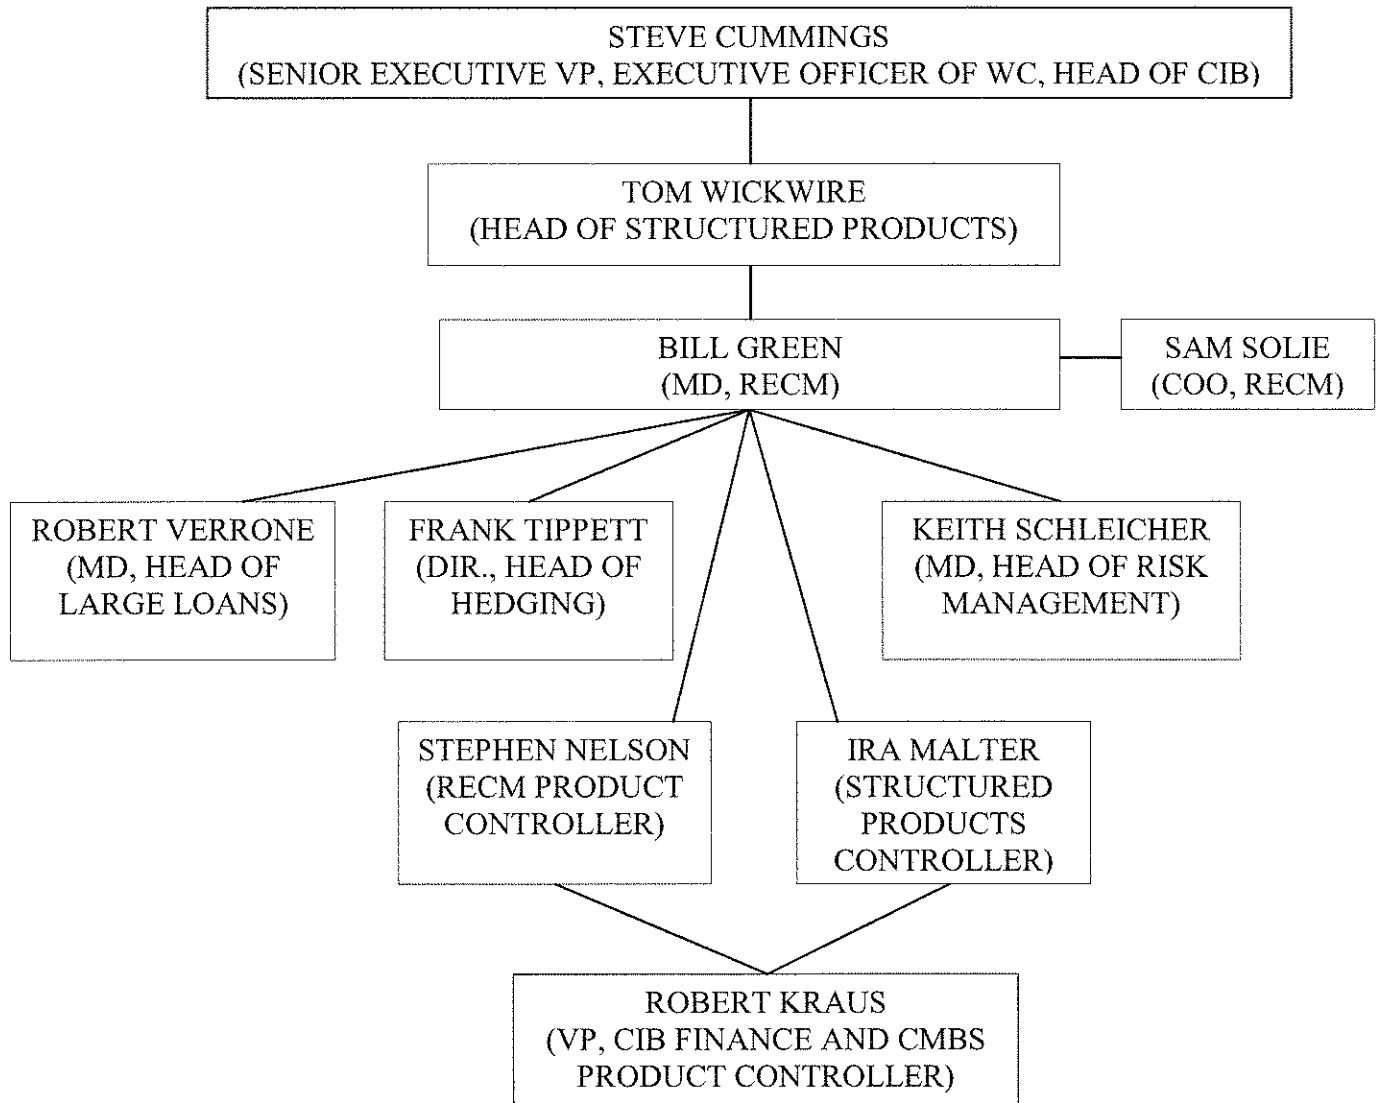 STEVE CUMMINGS
(SENIOR EXECUTIVE VP, EXECUTIVE OFFICER OF WC, HEAD OF CIB)
TOM WICKWIRE
(HEAD OF STRUCTURED PRODUCTS)
BILL GREEN
(MD, RECM)
SAM SOLIE
(COO, RECM)
ROBERT VERRONE
(MD, HEAD OF
LARGE LOANS)
FRANK TIPPETT
(DIR., HEAD OF
HEDGING)
KEITH SCHLEICHER
(MD, HEAD OF RISK
MANAGEMENT)
STEPHEN NELSON
(RECM PRODUCT
CONTROLLER)
IRA MALTER
(STRUCTURED
PRODUCTS
CONTROLLER)
ROBERT KRAUS
(VP, CIB FINANCE AND CMBS
PRODUCT CONTROLLER)